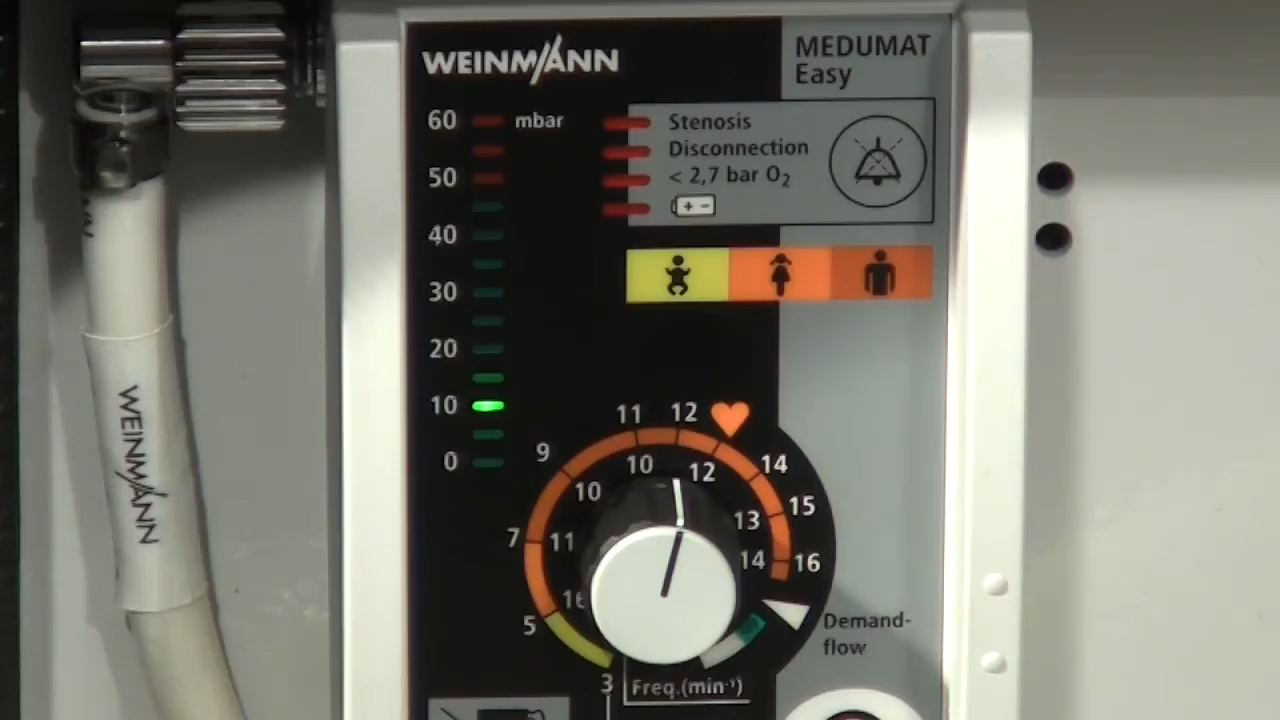 WEINMANN
MEDUMAT
Easy
60 mbar
50
40
30
20
10
0
Stenosis
Disconnection
< 2,7 bar O₂
+ -
11 12
9 14
7 15
5 16
3
10 12
10 13
11 14
16
Demand-
flow
Freq.(min⁻¹)
WEINMANN